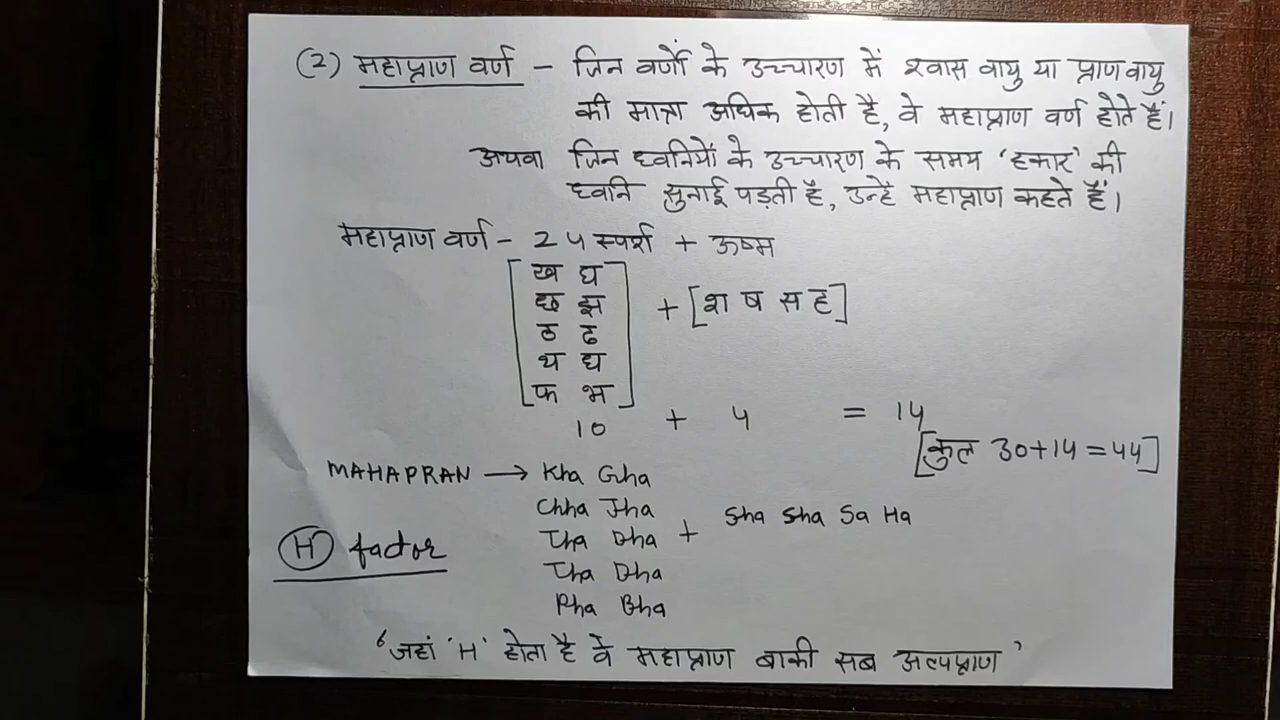 (2) महाप्राण वर्ण – जिन वर्णों के उच्चारण में श्वास वायु या प्राणवायु
की मात्रा अधिक होती है, वे महाप्राण वर्ण होते हैं।
अथवा जिन ध्वनियों के उच्चारण के समय 'हकार' की
ध्वनि सुनाई पड़ती है, उन्हें महाप्राण कहते हैं।
महाप्राण वर्ण – 24 स्पर्श + ऊष्म
ख घ
छ झ + [श ष स ह]
ठ ढ
थ ध
फ भ
10 + 4 = 14
[कुल 30+14=44]
MAHAPRAN → Kha Gha
Chha Jha
Tha Dha + Sha Sha Sa Ha
Tha Dha
Pha Bha
(H) factor
'जहां 'H' होता है वे महाप्राण बाकी सब अल्पप्राण'